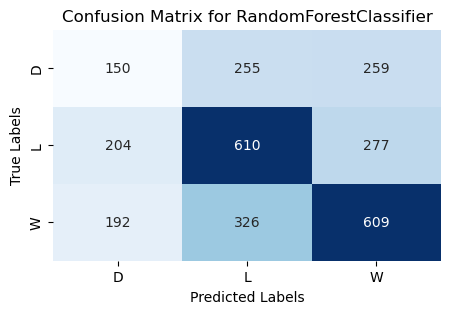 Confusion Matrix for RandomForestClassifier
True Labels
D 150 255 259
L 204 610 277
W 192 326 609
D L W
Predicted Labels